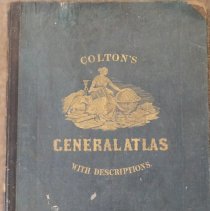 COLTON'S
GENERAL ATLAS
WITH DESCRIPTIONS.